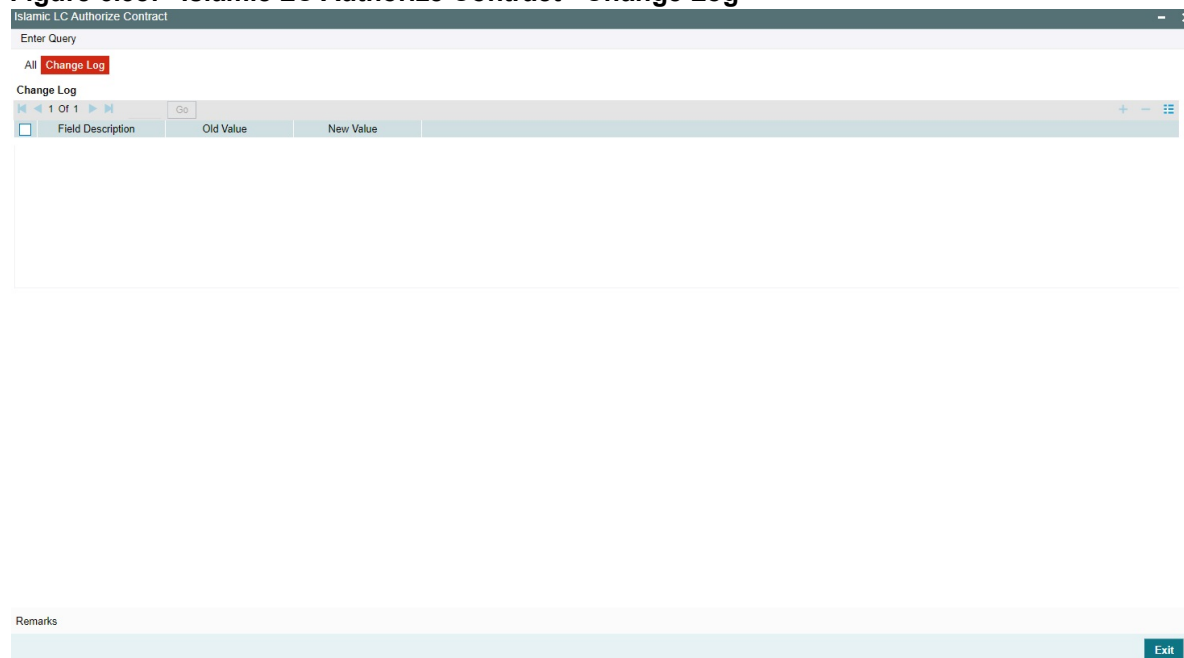 Islamic LC Authorize Contract
Enter Query
All Change Log
Change Log
1 Of 1 Go
Field Description Old Value New Value
Remarks
Exit